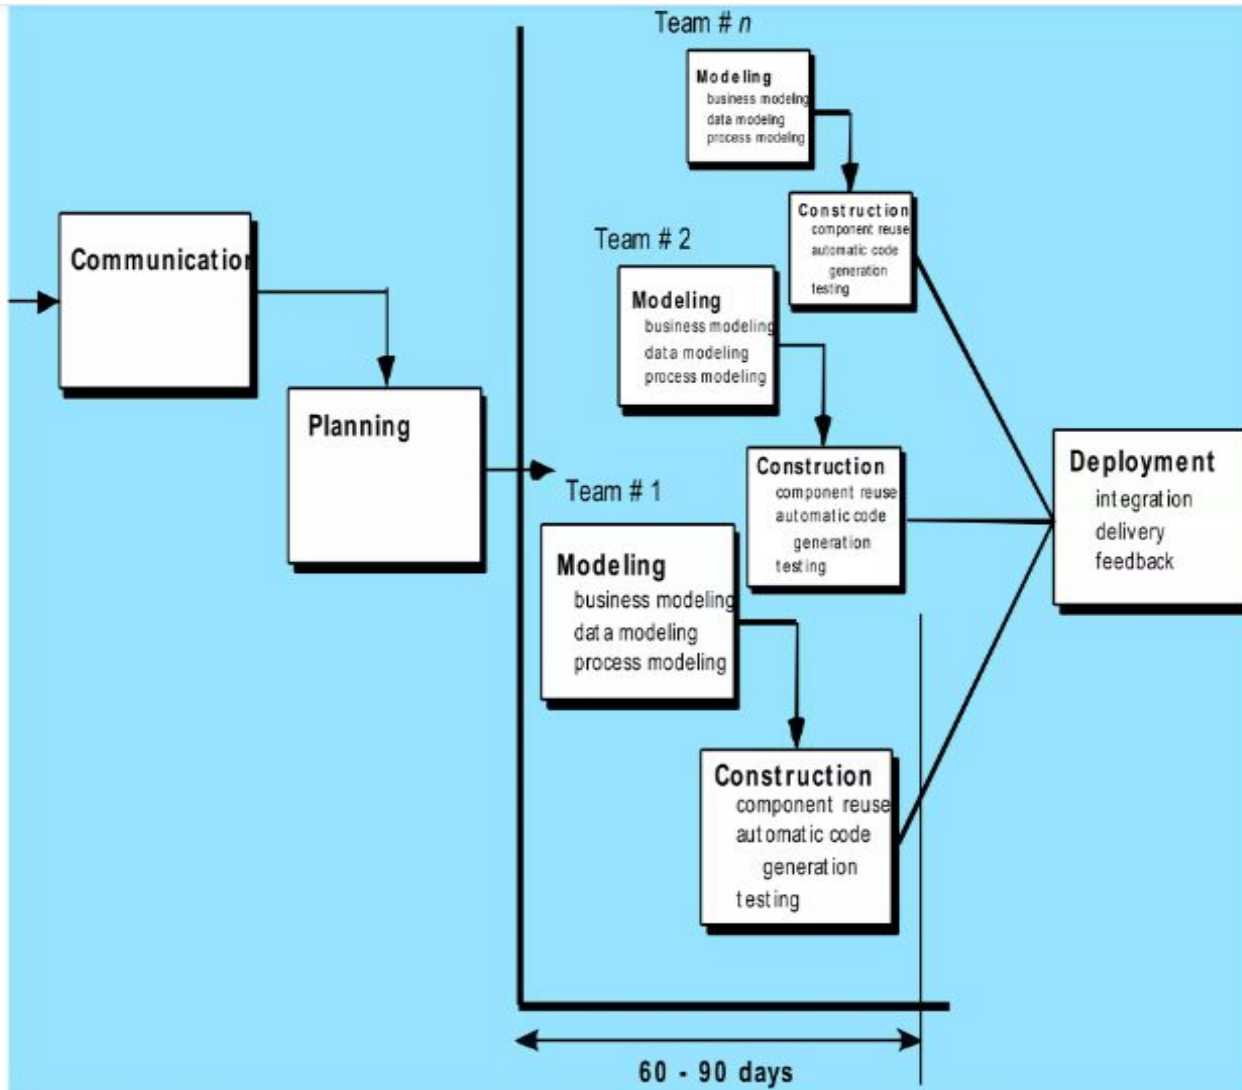 Team # n
Modeling
business modeling
data modeling
process modeling
Construction
component reuse
automatic code
generation
testing
Communication
Team # 2
Modeling
business modeling
data modeling
process modeling
Planning
Construction
component reuse
automatic code
generation
testing
Team # 1
Modeling
business modeling
data modeling
process modeling
Deployment
integration
delivery
feedback
Construction
component reuse
automatic code
generation
testing
60 - 90 days